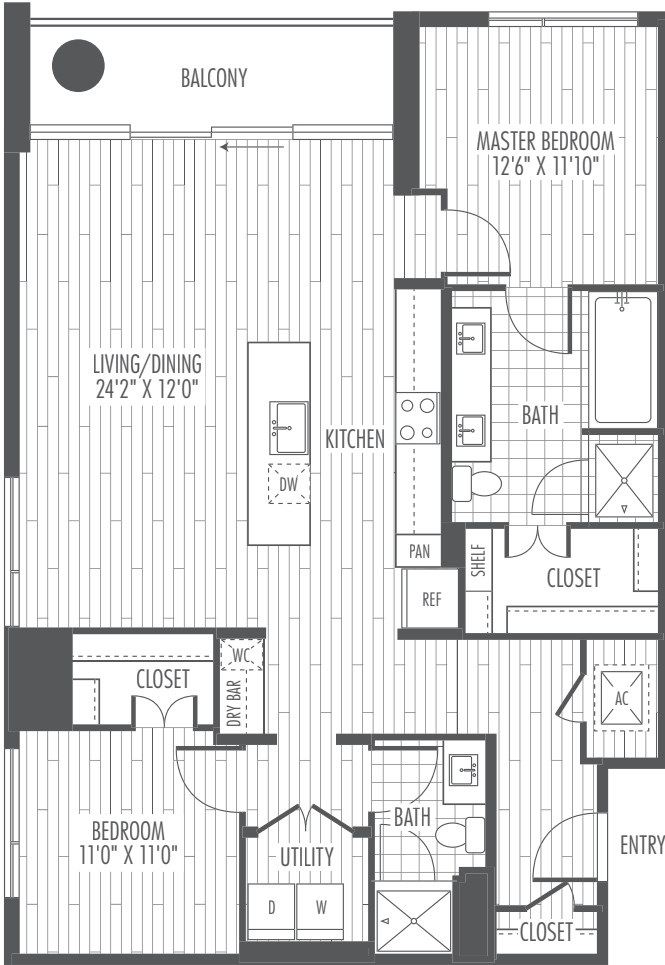 BALCONY
MASTER BEDROOM
12'6" X 11'10"
LIVING/DINING
24'2" X 12'0"
KITCHEN
BATH
DW
PAN
SHELF
CLOSET
REF
WC
DRY BAR
CLOSET
AC
BEDROOM
11'0" X 11'0"
BATH
UTILITY
ENTRY
D
W
CLOSET